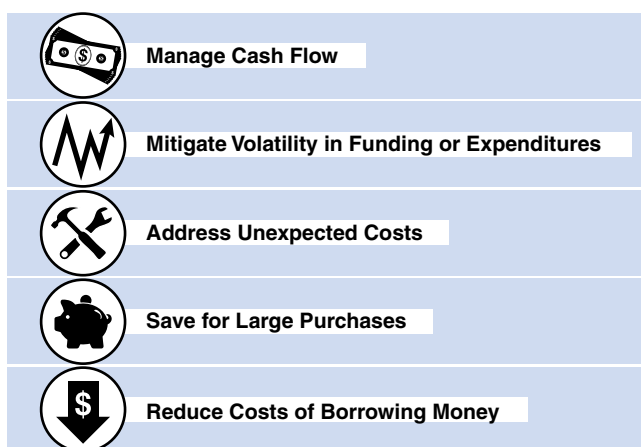 $
Manage Cash Flow
Mitigate Volatility in Funding or Expenditures
Address Unexpected Costs
Save for Large Purchases
$
Reduce Costs of Borrowing Money